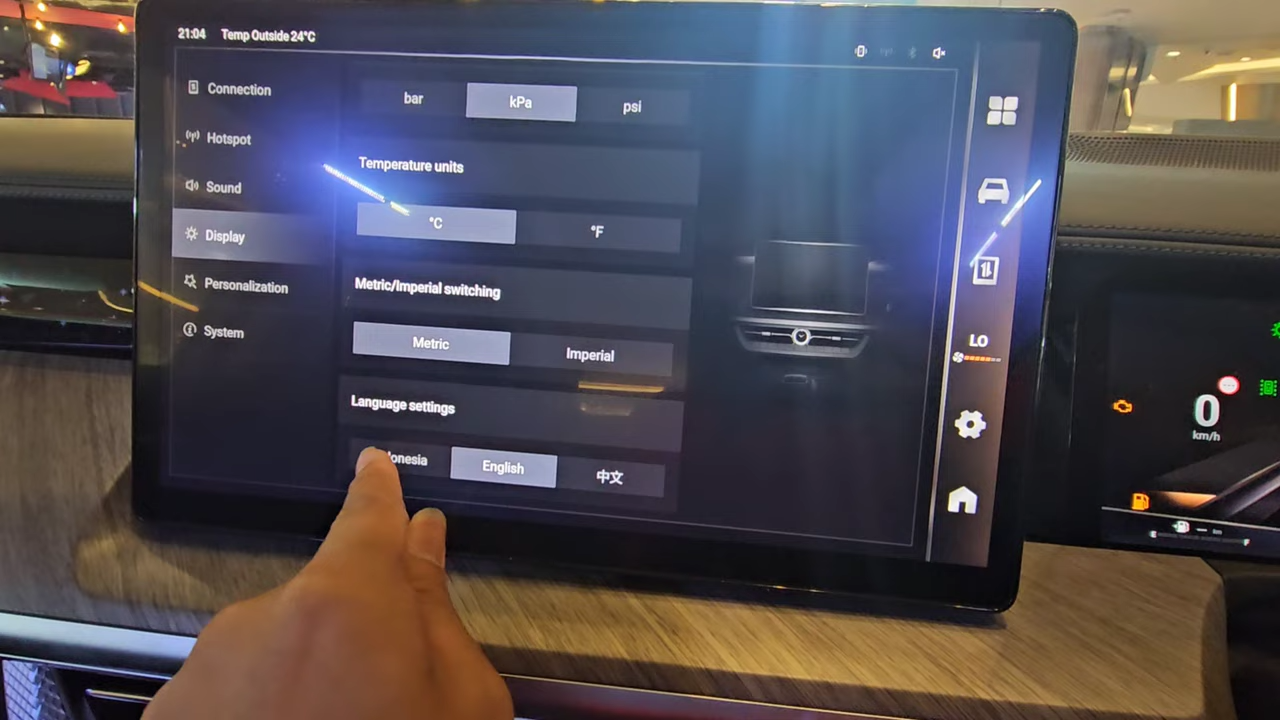 21:04 Temp Outside 24°C
Connection
Hotspot
Sound
Display
Personalization
System
bar kPa psi
Temperature units
°C °F
Metric/Imperial switching
Metric Imperial
Language settings
onesia English 中文
LO
0
km/h